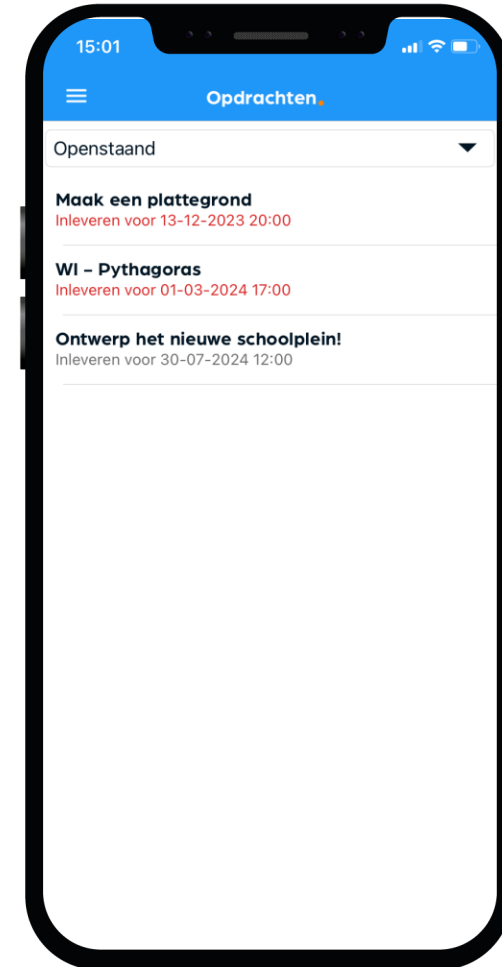 15:01
Opdrachten.
Openstaand
Maak een plattegrond
Inleveren voor 13-12-2023 20:00
WI - Pythagoras
Inleveren voor 01-03-2024 17:00
Ontwerp het nieuwe schoolplein!
Inleveren voor 30-07-2024 12:00